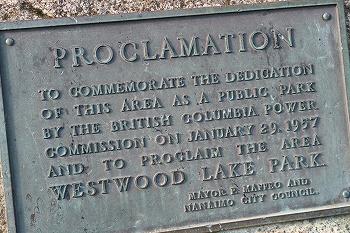 PROCLAMATION
TO COMMEMORATE THE DEDICATION
OF THIS AREA AS A PUBLIC PARK
BY THE BRITISH COLUMBIA POWER
COMMISSION ON JANUARY 29, 1957
AND TO PROCLAIM THE AREA
WESTWOOD LAKE PARK.
MAYOR P. MAFFEO AND
NANAIMO CITY COUNCIL.